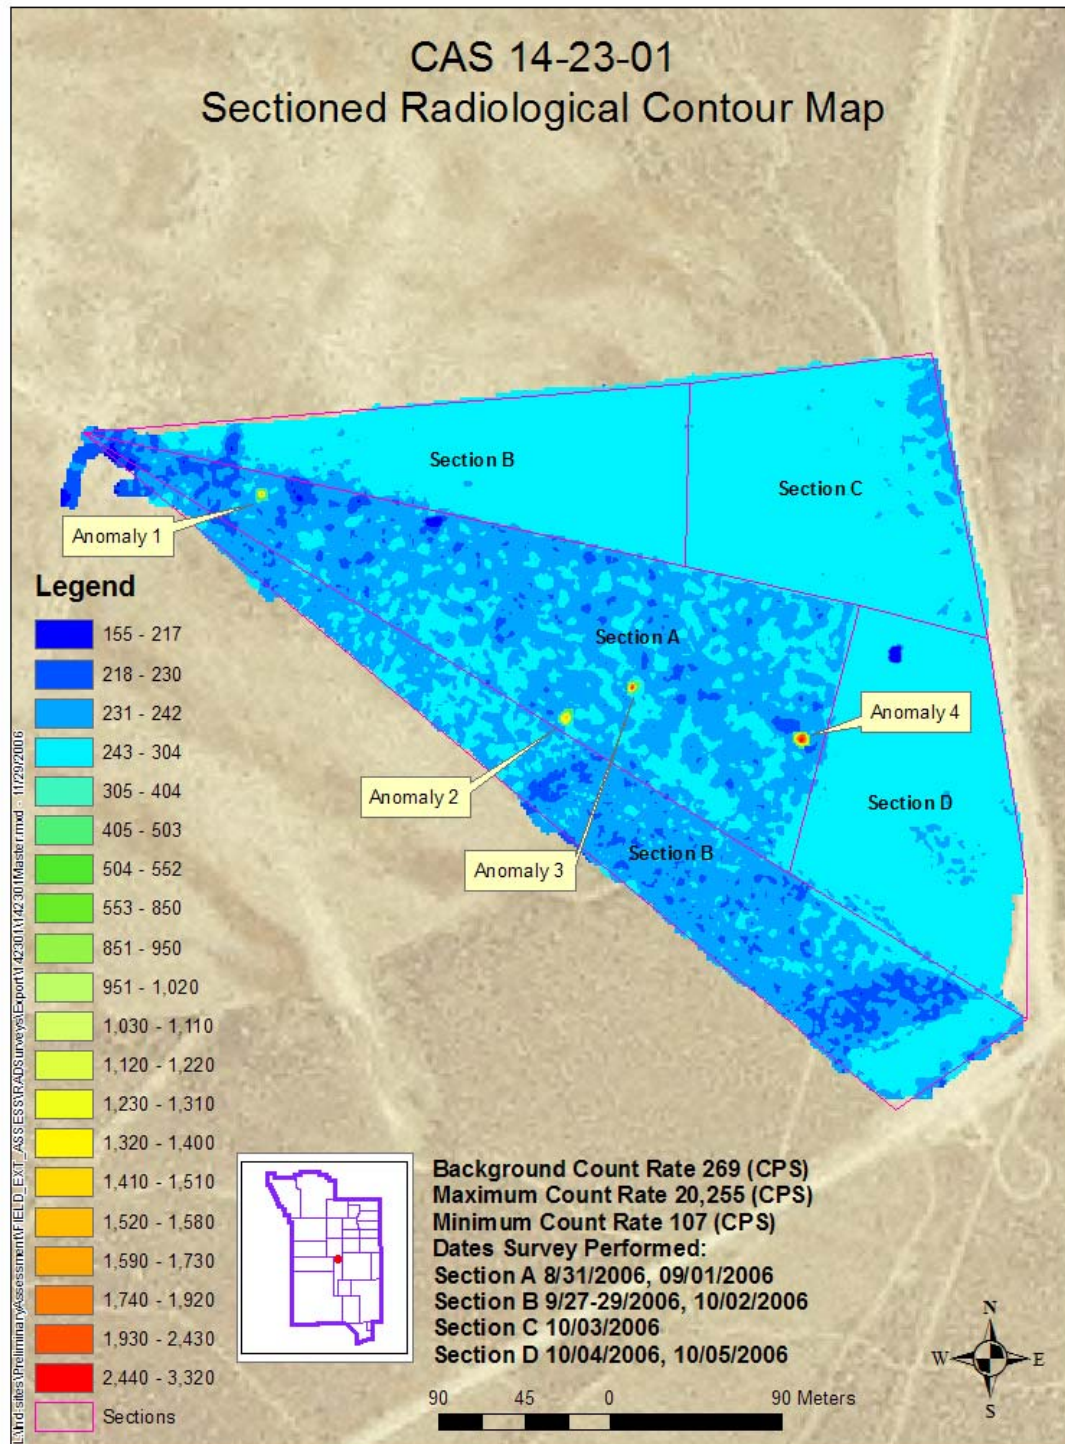 CAS 14-23-01
Sectioned Radiological Contour Map
Section B
Section C
Anomaly 1
Section A
Anomaly 4
Anomaly 2
Section D
Section B
Anomaly 3
Legend
155 - 217
218 - 230
231 - 242
243 - 304
305 - 404
405 - 503
504 - 552
553 - 850
851 - 950
951 - 1,020
1,030 - 1,110
1,120 - 1,220
1,230 - 1,310
1,320 - 1,400
1,410 - 1,510
1,520 - 1,580
1,590 - 1,730
1,740 - 1,920
1,930 - 2,430
2,440 - 3,320
Sections
Background Count Rate 269 (CPS)
Maximum Count Rate 20,255 (CPS)
Minimum Count Rate 107 (CPS)
Dates Survey Performed:
Section A 8/31/2006, 09/01/2006
Section B 9/27-29/2006, 10/02/2006
Section C 10/03/2006
Section D 10/04/2006, 10/05/2006
90 45 0 90 Meters
N
W E
S